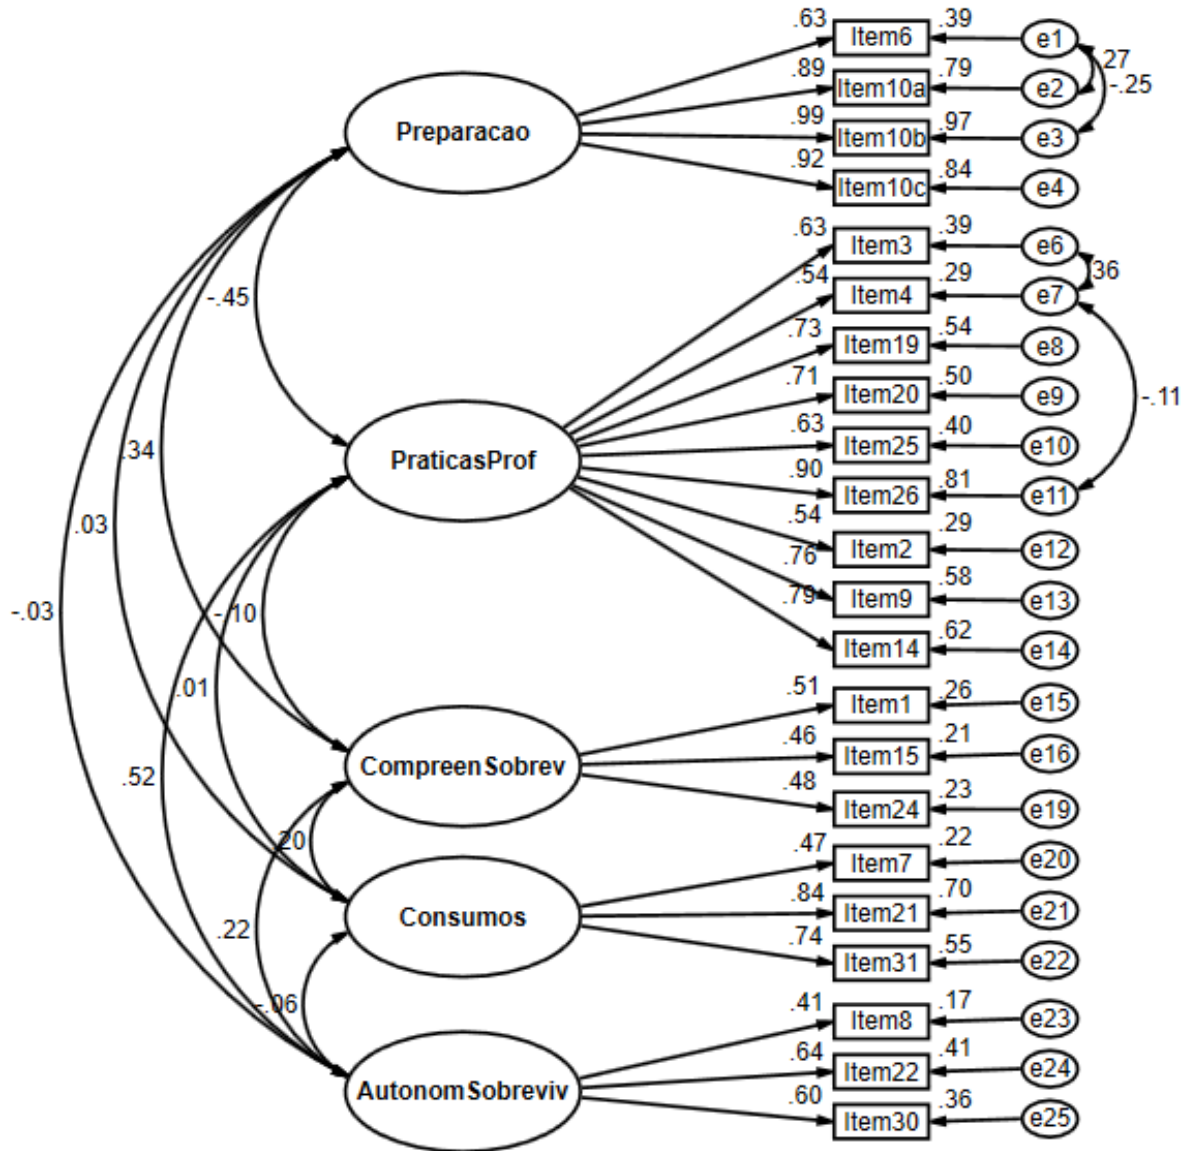 .63 Item6 .39 e1
.89 Item10a .79 e2 27
-.25
.99 Item10b .97 e3
.92 Item10c .84 e4
Preparacao
.63 Item3 .39 e6
.54 Item4 .29 e7 36
.73 Item19 .54 e8
.71 Item20 .50 e9
-.11
.63 Item25 .40 e10
.90 Item26 .81 e11
.54 Item2 .29 e12
.76 Item9 .58 e13
.79 Item14 .62 e14
PraticasProf
-.45
.34
.03
-.03
-.10
.01
.52
.51 Item1 .26 e15
.46 Item15 .21 e16
.48 Item24 .23 e19
CompreenSobrev
20
.47 Item7 .22 e20
.84 Item21 .70 e21
.74 Item31 .55 e22
Consumos
.22
-.06
.41 Item8 .17 e23
.64 Item22 .41 e24
.60 Item30 .36 e25
AutonomSobreviv